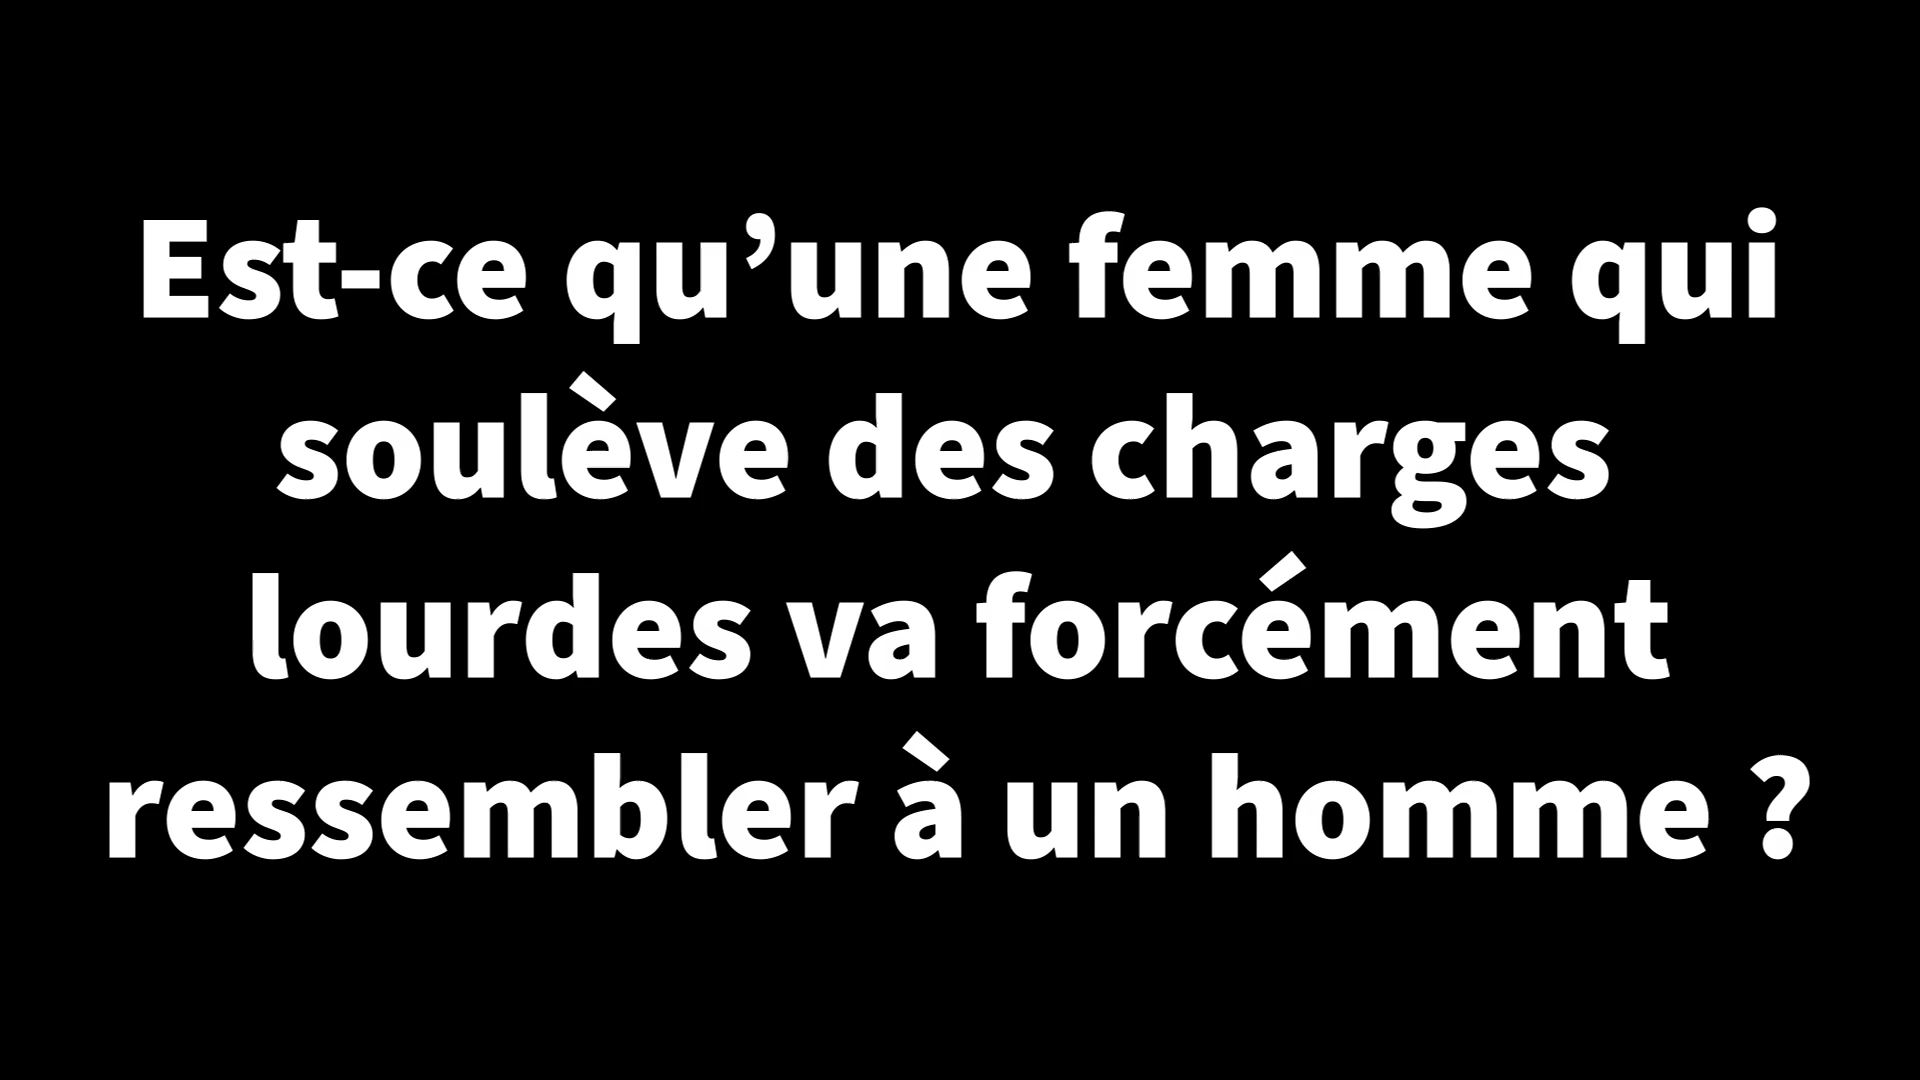 Est-ce qu’une femme qui
soulève des charges
lourdes va forcément
ressembler à un homme ?